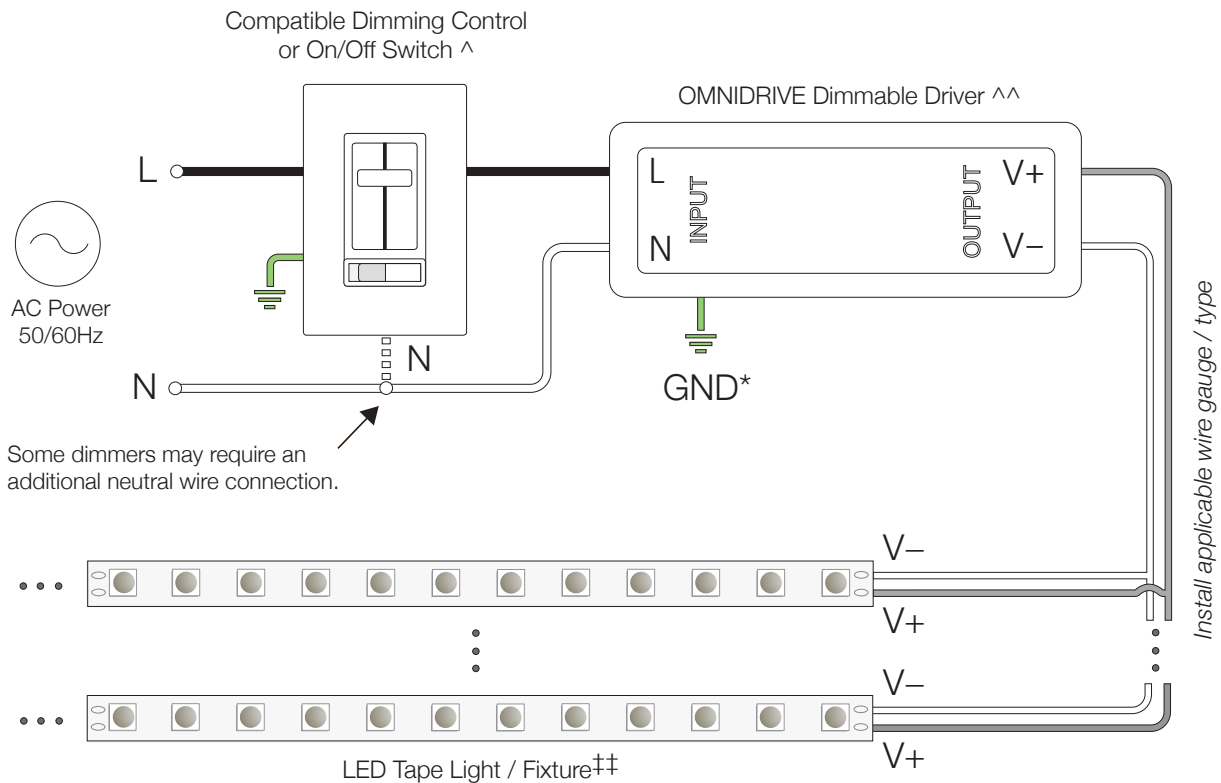 Compatible Dimming Control
or On/Off Switch ^
OMNIDRIVE Dimmable Driver ^^
L
L
INPUT
N
OUTPUT
V+
V–
AC Power
50/60Hz
N
N
GND*
Some dimmers may require an
additional neutral wire connection.
Install applicable wire gauge / type
V–
V+
V–
V+
LED Tape Light / Fixture‡‡